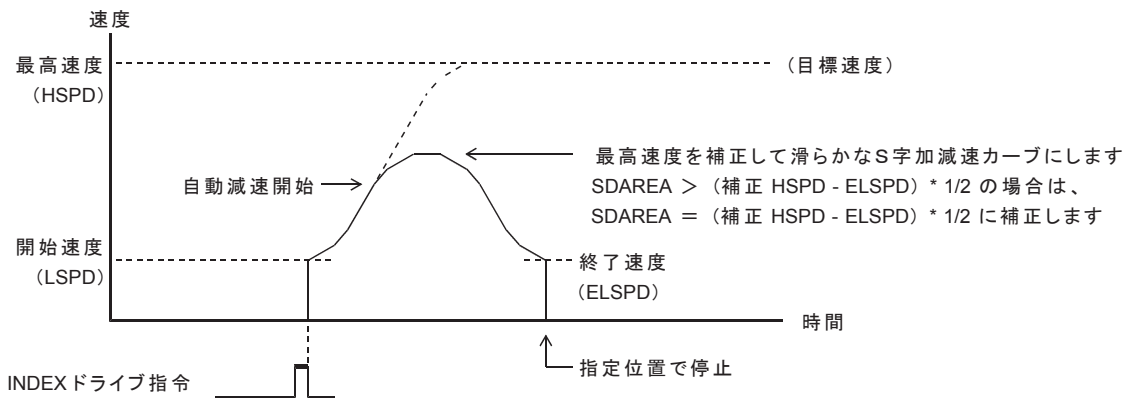 速度
最高速度
（HSPD）
（目標速度）
最高速度を補正して滑らかなS字加減速カーブにします
SDAREA ＞（補正 HSPD - ELSPD）* 1/2 の場合は、
SDAREA ＝（補正 HSPD - ELSPD）* 1/2 に補正します
自動減速開始
開始速度
（LSPD）
終了速度
（ELSPD）
時間
指定位置で停止
INDEXドライブ指令